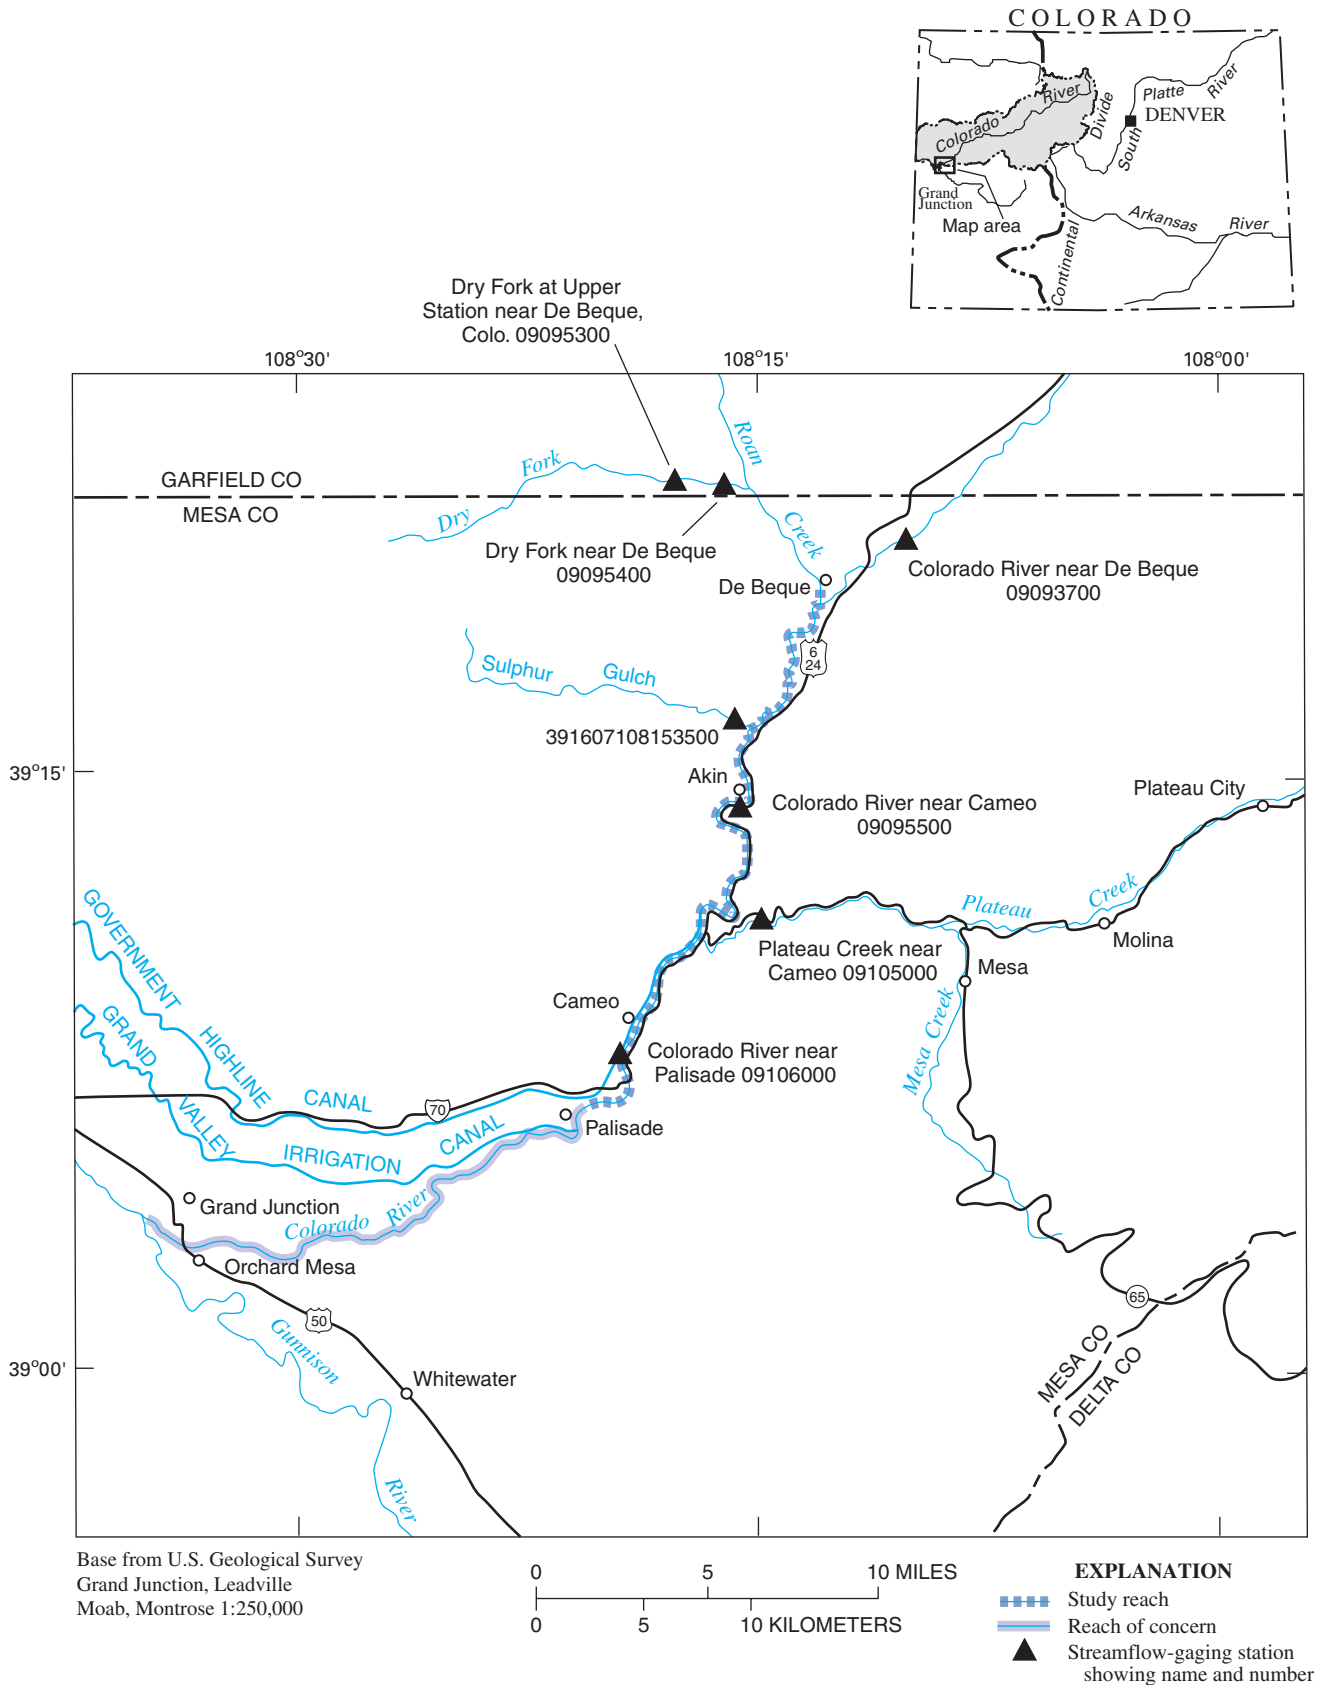 COLORADO
River
Colorado
Divide
Platte
River
DENVER
South
Grand
Junction
Map area
Continental
Arkansas
River
Dry Fork at Upper
Station near De Beque,
Colo. 09095300
108°30'
108°15'
108°00'
Roan
Fork
GARFIELD CO
MESA CO
Dry
Creek
Dry Fork near De Beque
09095400
De Beque
Colorado River near De Beque
09093700
6
24
Sulphur
Gulch
391607108153500
39°15'
Akin
Plateau City
Colorado River near Cameo
09095500
Plateau
Creek
Molina
GOVERNMENT
HIGHLINE
CANAL
Plateau Creek near
Cameo 09105000
Mesa
Mesa Creek
Cameo
GRAND
VALLEY
IRRIGATION
CANAL
Colorado River near
Palisade 09106000
70
Palisade
Grand Junction
Colorado
River
Orchard Mesa
50
65
Gunnison
River
MESA CO
DELTA CO
39°00'
Whitewater
Base from U.S. Geological Survey
Grand Junction, Leadville
Moab, Montrose 1:250,000
0
5
10 MILES
0
5
10 KILOMETERS
EXPLANATION
Study reach
Reach of concern
Streamflow-gaging station
showing name and number